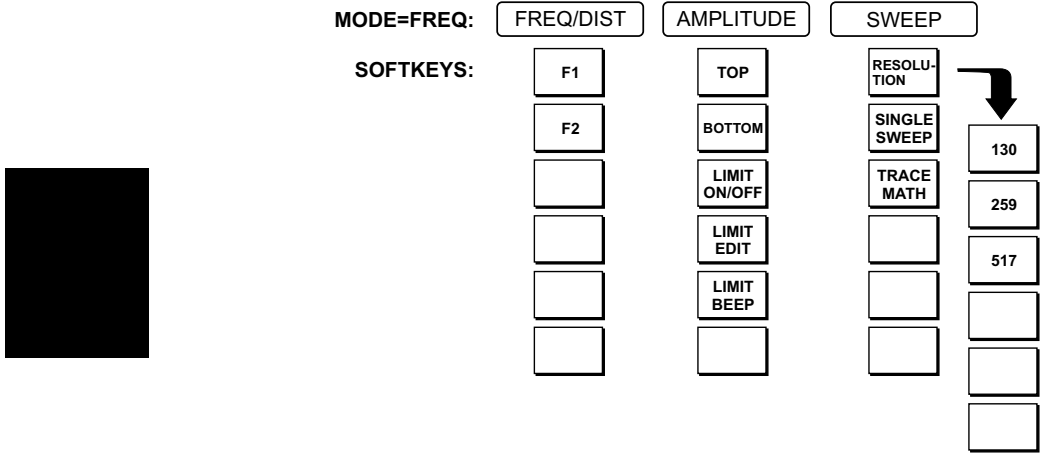 MODE=FREQ: FREQ/DIST AMPLITUDE SWEEP
SOFTKEYS:
F1
F2
TOP
BOTTOM
LIMIT
ON/OFF
LIMIT
EDIT
LIMIT
BEEP
RESOLU-
TION
SINGLE
SWEEP
TRACE
MATH
130
259
517